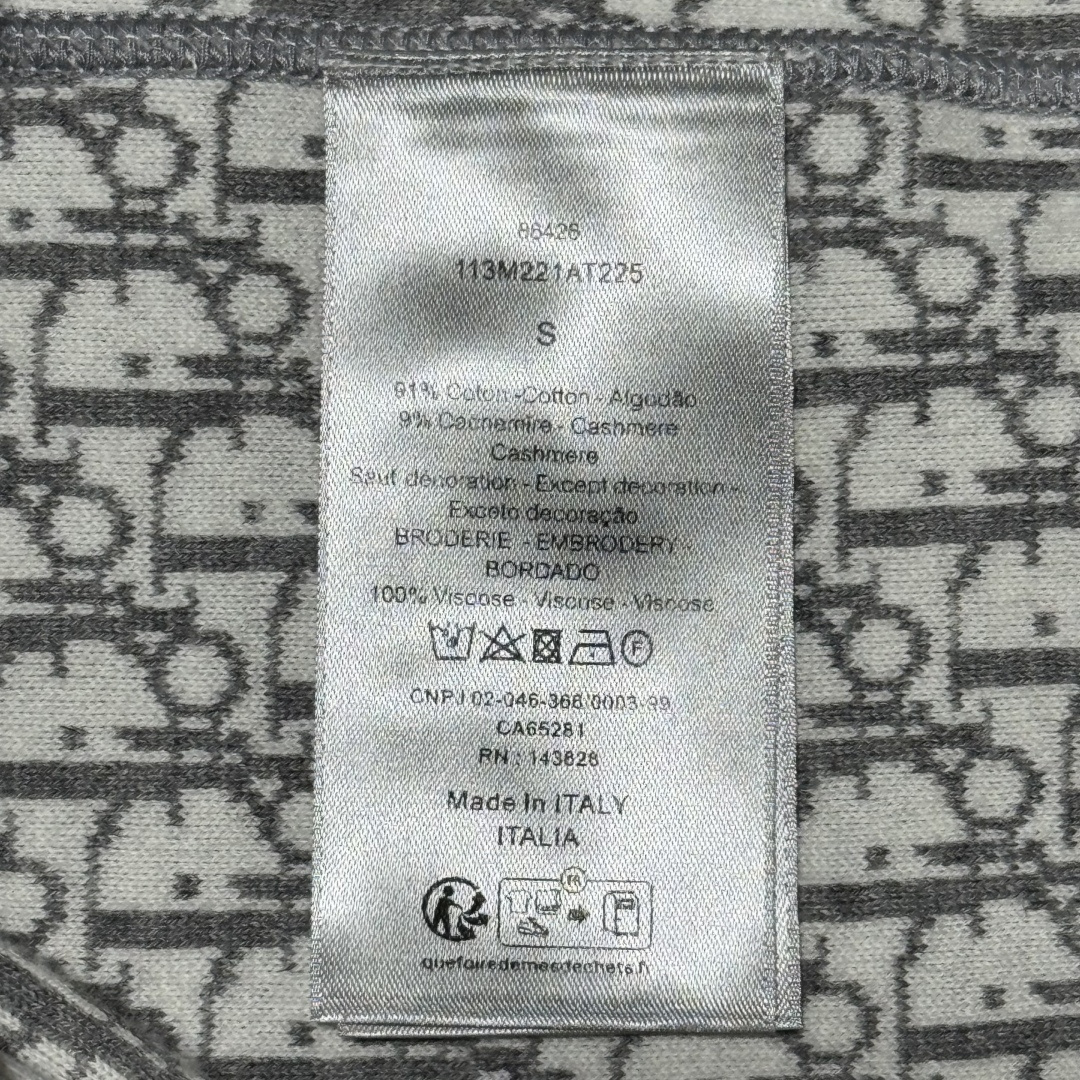 86426
113M221AT225
S
91% Coton -Cotton - Algodão
9% Cachemire - Cashmere
Cashmere
Sauf décoration - Except decoration -
Exceto decoração
BRODERIE - EMBRODERY -
BORDADO
100% Viscose - Viscose - Viscose
F
CNPJ 02-046-368/0003-99
CA65281
RN : 143828
Made In ITALY
ITALIA
FR
quefairedemesdechets.fr